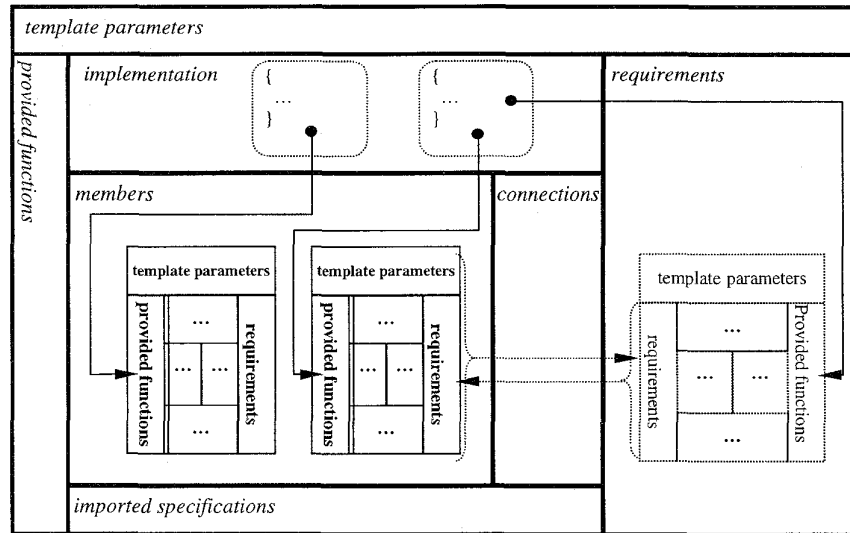 template parameters
provided functions
implementation
{
...
}
{
...
}
requirements
members
connections
template parameters
provided functions
...
... ...
...
requirements
template parameters
provided functions
...
... ...
...
requirements
template parameters
requirements
...
... ...
...
Provided functions
imported specifications